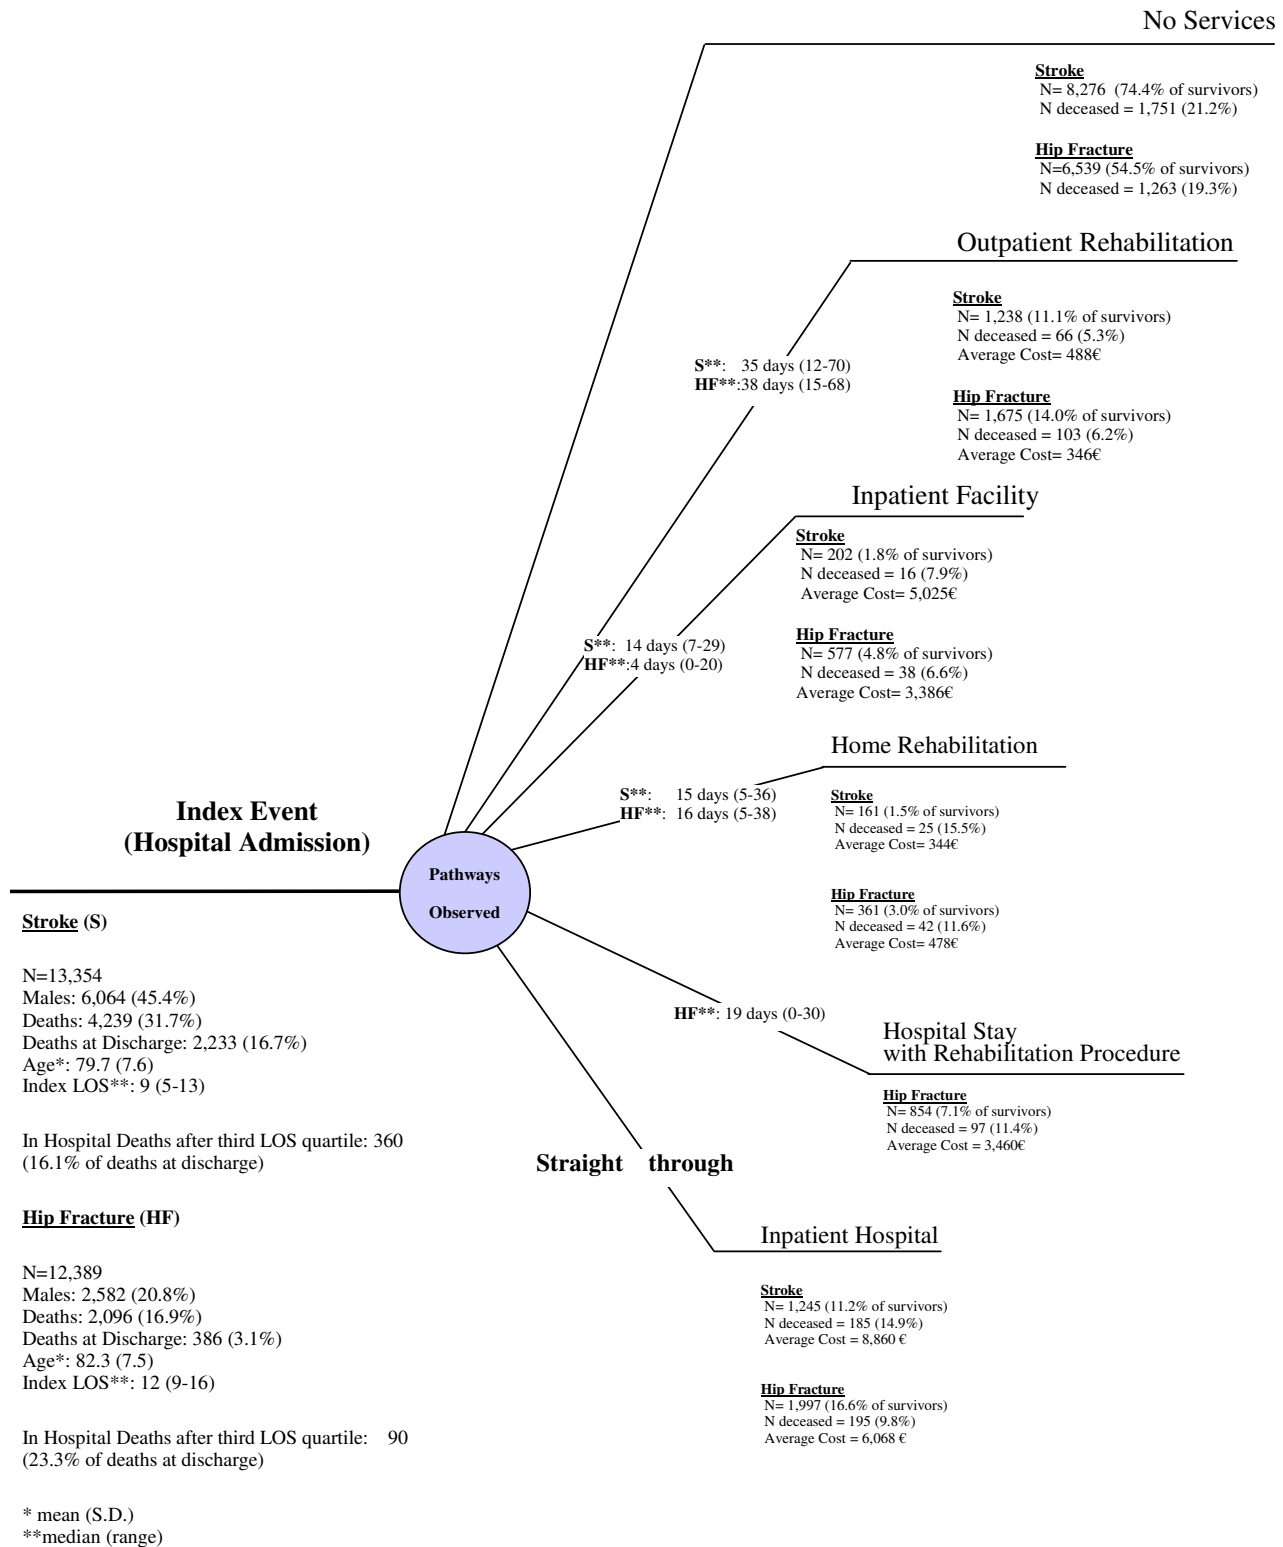 No Services
Stroke
N= 8,276 (74.4% of survivors)
N deceased = 1,751 (21.2%)
Hip Fracture
N=6,539 (54.5% of survivors)
N deceased = 1,263 (19.3%)
Outpatient Rehabilitation
Stroke
N= 1,238 (11.1% of survivors)
N deceased = 66 (5.3%)
Average Cost= 488€
Hip Fracture
N= 1,675 (14.0% of survivors)
N deceased = 103 (6.2%)
Average Cost= 346€
S**: 35 days (12-70)
HF**:38 days (15-68)
Inpatient Facility
Stroke
N= 202 (1.8% of survivors)
N deceased = 16 (7.9%)
Average Cost= 5,025€
Hip Fracture
N= 577 (4.8% of survivors)
N deceased = 38 (6.6%)
Average Cost= 3,386€
S**: 14 days (7-29)
HF**:4 days (0-20)
Home Rehabilitation
Stroke
N= 161 (1.5% of survivors)
N deceased = 25 (15.5%)
Average Cost= 344€
Hip Fracture
N= 361 (3.0% of survivors)
N deceased = 42 (11.6%)
Average Cost= 478€
S**: 15 days (5-36)
HF**: 16 days (5-38)
Index Event
(Hospital Admission)
Pathways
Observed
Stroke (S)
N=13,354
Males: 6,064 (45.4%)
Deaths: 4,239 (31.7%)
Deaths at Discharge: 2,233 (16.7%)
Age*: 79.7 (7.6)
Index LOS**: 9 (5-13)
In Hospital Deaths after third LOS quartile: 360
(16.1% of deaths at discharge)
Hip Fracture (HF)
N=12,389
Males: 2,582 (20.8%)
Deaths: 2,096 (16.9%)
Deaths at Discharge: 386 (3.1%)
Age*: 82.3 (7.5)
Index LOS**: 12 (9-16)
In Hospital Deaths after third LOS quartile: 90
(23.3% of deaths at discharge)
* mean (S.D.)
**median (range)
HF**: 19 days (0-30)
Hospital Stay
with Rehabilitation Procedure
Hip Fracture
N= 854 (7.1% of survivors)
N deceased = 97 (11.4%)
Average Cost = 3,460€
Straight through
Inpatient Hospital
Stroke
N= 1,245 (11.2% of survivors)
N deceased = 185 (14.9%)
Average Cost = 8,860 €
Hip Fracture
N= 1,997 (16.6% of survivors)
N deceased = 195 (9.8%)
Average Cost = 6,068 €